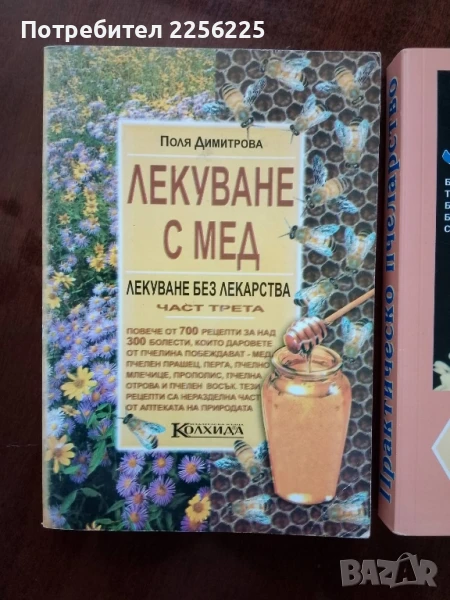 Потребител 2256225
Поля Димитрова
ЛЕКУВАНЕ
С МЕД
ЛЕКУВАНЕ БЕЗ ЛЕКАРСТВА
ЧАСТ ТРЕТА
ПОВЕЧЕ ОТ 700 РЕЦЕПТИ ЗА НАД
300 БОЛЕСТИ, КОИТО ДАРОВЕТЕ
ОТ ПЧЕЛИНА ПОБЕЖДАВАТ - МЕД,
ПЧЕЛЕН ПРАШЕЦ, ПЕРГА, ПЧЕЛНО
МЛЕЧИЦЕ, ПРОПОЛИС, ПЧЕЛНА
ОТРОВА И ПЧЕЛЕН ВОСЪК. ТЕЗИ
РЕЦЕПТИ СА НЕРАЗДЕЛНА ЧАСТ
ОТ АПТЕКАТА НА ПРИРОДАТА
КОЛХИДА
Практическо пчеларство
BAZAR